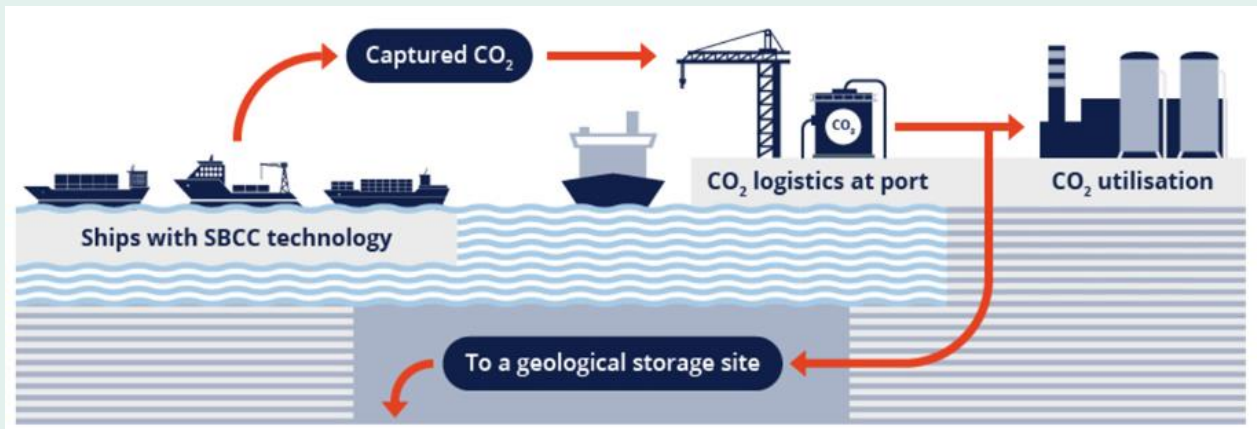 Captured CO₂
CO₂
CO₂ logistics at port
CO₂ utilisation
Ships with SBCC technology
To a geological storage site